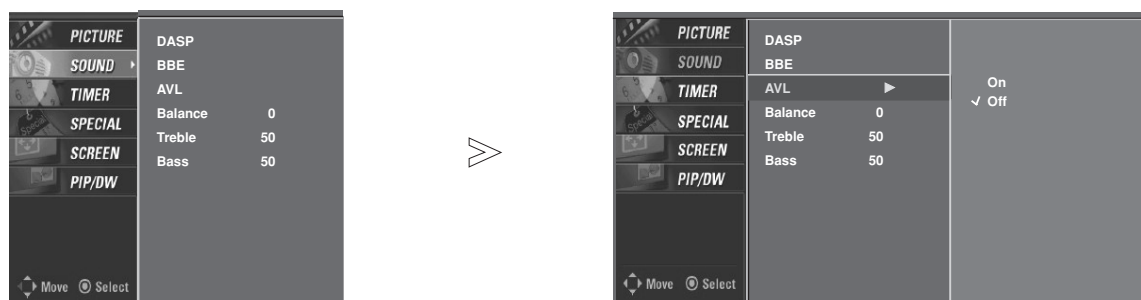 PICTURE
SOUND
TIMER
SPECIAL
SCREEN
PIP/DW
Move Select
DASP
BBE
AVL
Balance 0
Treble 50
Bass 50
PICTURE
SOUND
TIMER
SPECIAL
SCREEN
PIP/DW
Move Select
DASP
BBE
AVL
Balance 0
Treble 50
Bass 50
On
Off